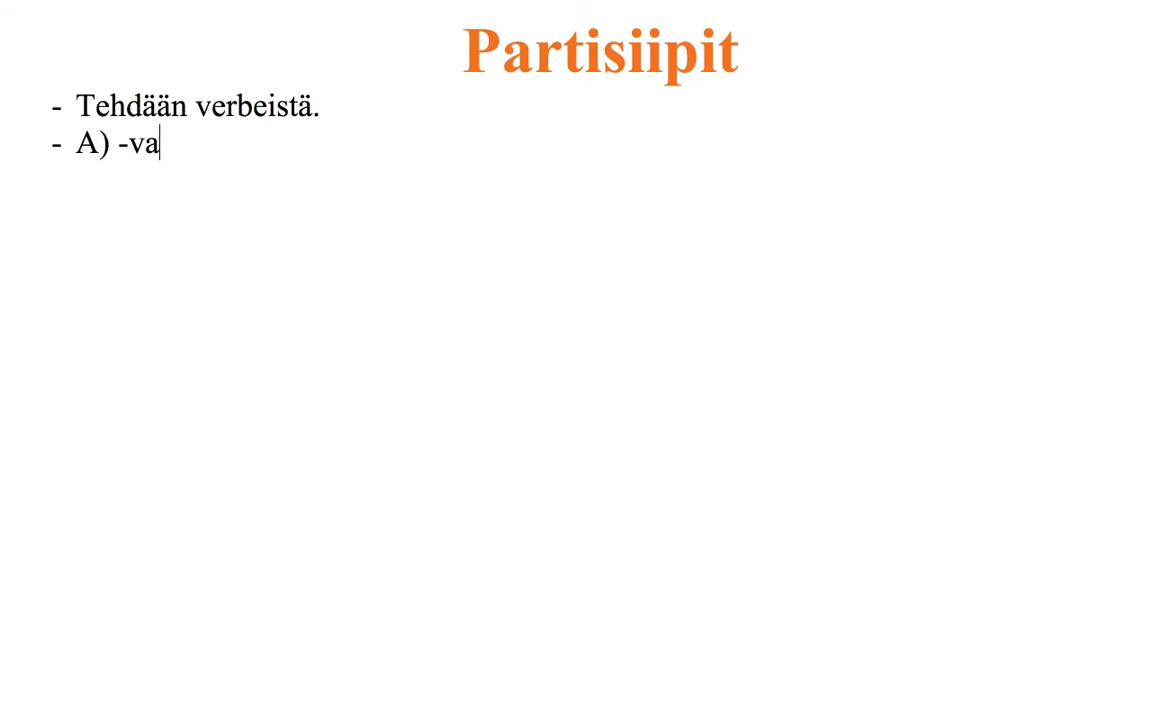 Partisiipit
- Tehdään verbeistä.
- A) -va